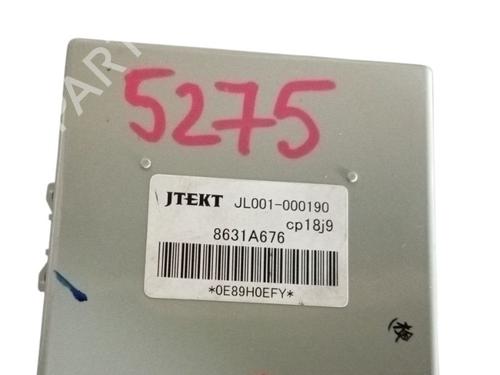 5275
JTEKT JL001-000190
cp18j9
8631A676
*0E89H0EFY*